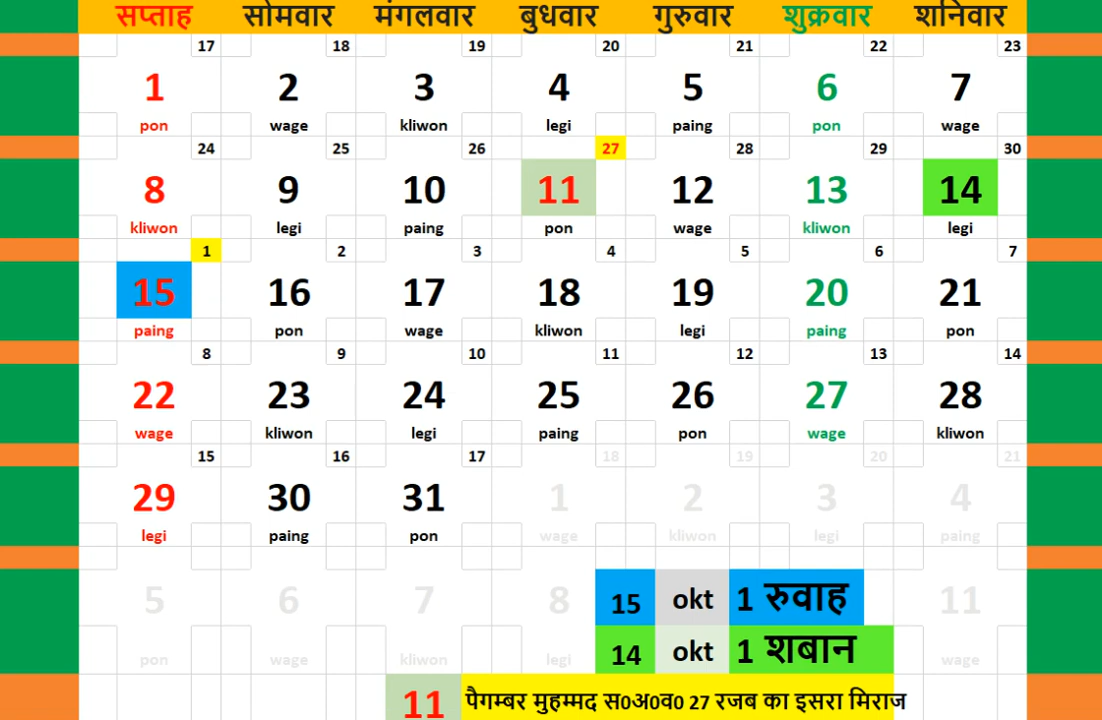 सप्ताह सोमवार मंगलवार बुधवार गुरुवार शुक्रवार शनिवार
17 18 19 20 21 22 23
1 2 3 4 5 6 7
pon wage kliwon legi paing pon wage
24 25 26 27 28 29 30
8 9 10 11 12 13 14
kliwon legi paing pon wage kliwon legi
1 2 3 4 5 6 7
15 16 17 18 19 20 21
paing pon wage kliwon legi paing pon
8 9 10 11 12 13 14
22 23 24 25 26 27 28
wage kliwon legi paing pon wage kliwon
15 16 17 18 19 20 21
29 30 31 1 2 3 4
legi paing pon wage kliwon legi paing
5 6 7 8 15 okt 1 रुवाह 11
pon wage kliwon legi 14 okt 1 शबान wage
11 पैगम्बर मुहम्मद स0अ0व0 27 रजब का इसरा मिराज